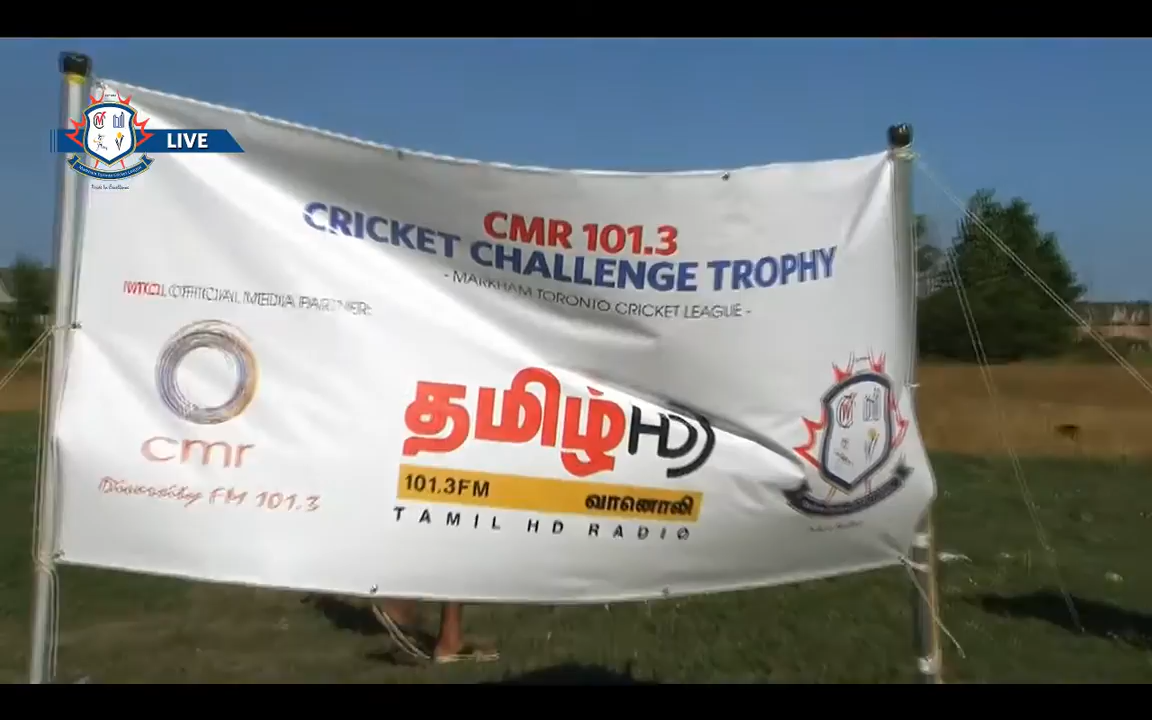 LIVE
CMR 101.3
CRICKET CHALLENGE TROPHY
- MARKHAM TORONTO CRICKET LEAGUE -
MTCL OFFICIAL MEDIA PARTNER:
cmr
FM 101.3
தமிழ் HD
101.3FM வானொலி
TAMIL HD RADIO